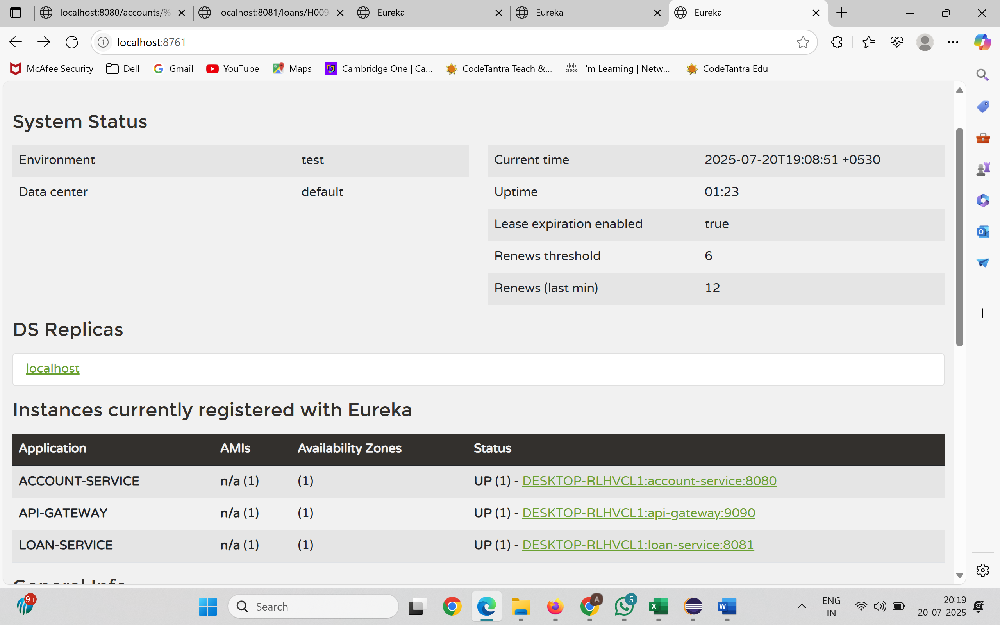 localhost:8080/accounts/%
localhost:8081/loans/H009
Eureka
Eureka
Eureka
localhost:8761
McAfee Security
Dell
Gmail
YouTube
Maps
Cambridge One | Ca...
CodeTantra Teach &...
I'm Learning | Netw...
CodeTantra Edu
System Status
Environment test
Data center default
Current time 2025-07-20T19:08:51 +0530
Uptime 01:23
Lease expiration enabled true
Renews threshold 6
Renews (last min) 12
DS Replicas
localhost
Instances currently registered with Eureka
Application AMIs Availability Zones Status
ACCOUNT-SERVICE n/a (1) (1) UP (1) - DESKTOP-RLHVCL1:account-service:8080
API-GATEWAY n/a (1) (1) UP (1) - DESKTOP-RLHVCL1:api-gateway:9090
LOAN-SERVICE n/a (1) (1) UP (1) - DESKTOP-RLHVCL1:loan-service:8081
General Info
9+
Search
A
5
ENG
IN
20:19
20-07-2025